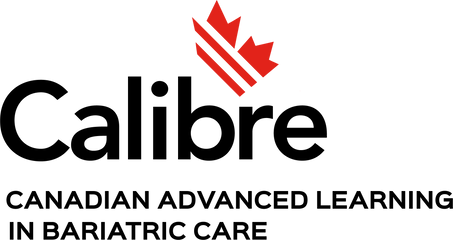 Calibre
CANADIAN ADVANCED LEARNING
IN BARIATRIC CARE